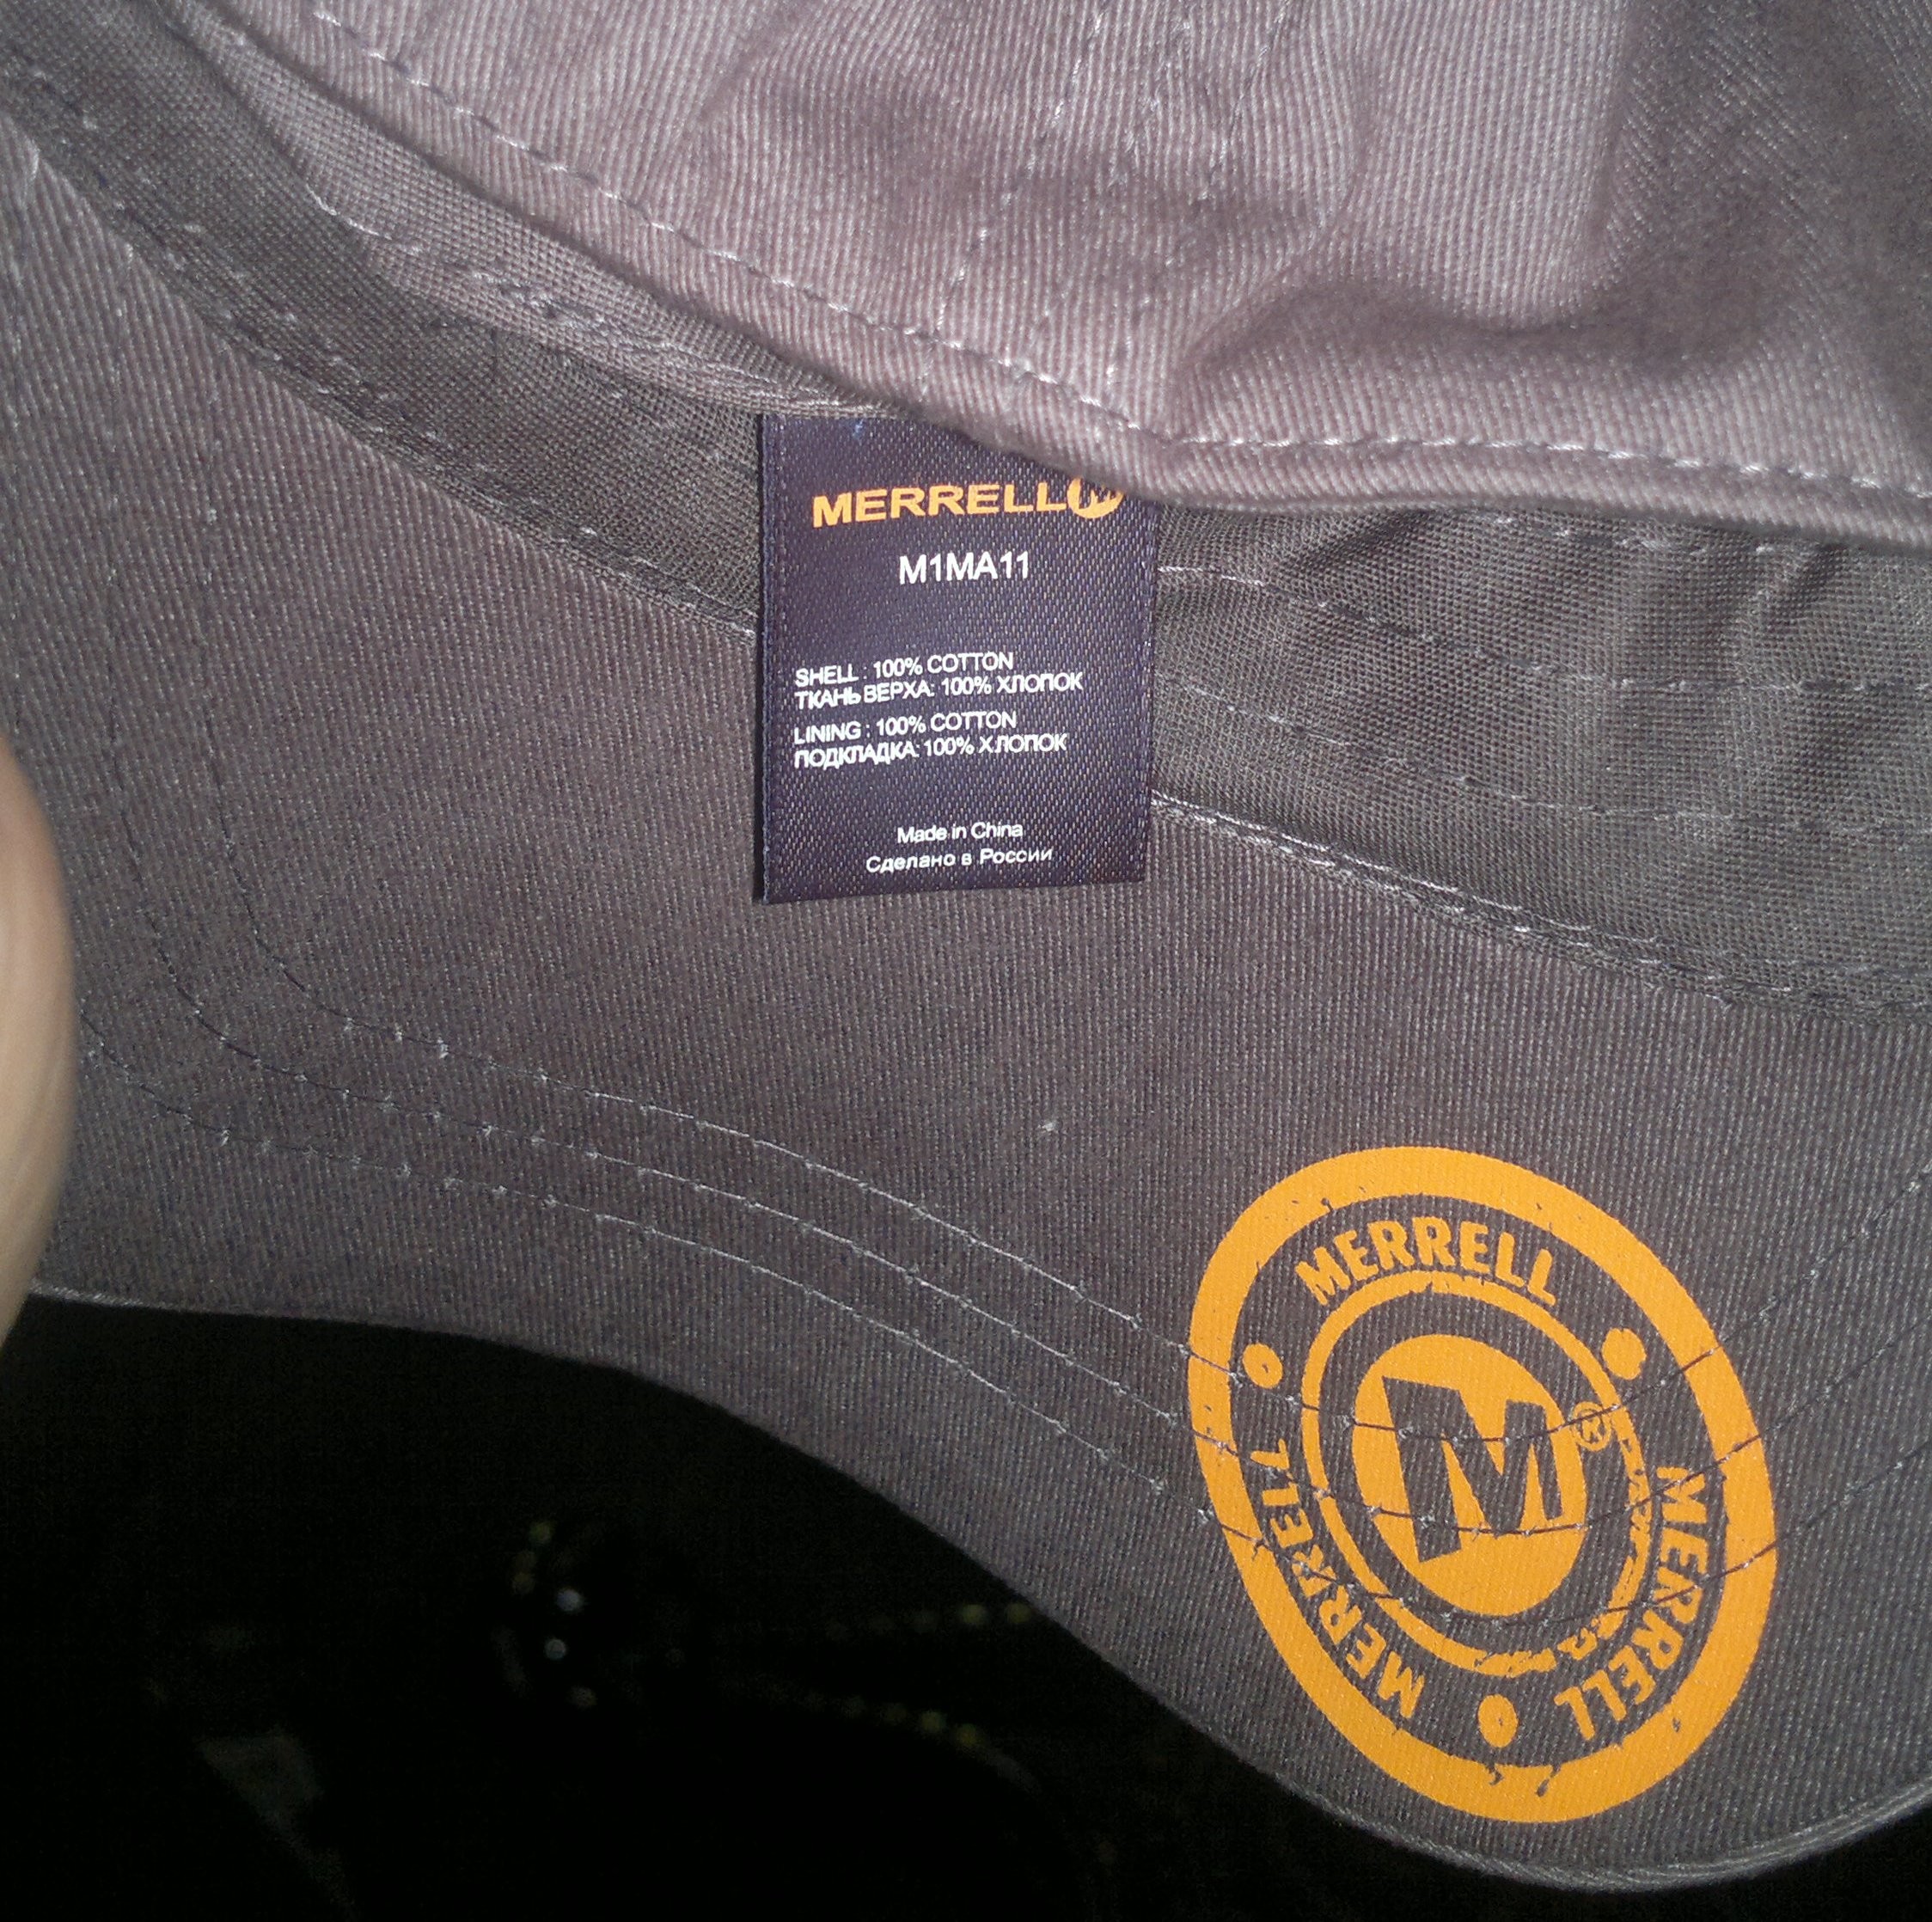 MERRELL
M1MA11
SHELL : 100% COTTON
ТКАНЬ ВЕРХА: 100% ХЛОПОК
LINING : 100% COTTON
ПОДКЛАДКА: 100% ХЛОПОК
Made in China
Сделано в России
MERRELL
MERRELL
MERRELL
M